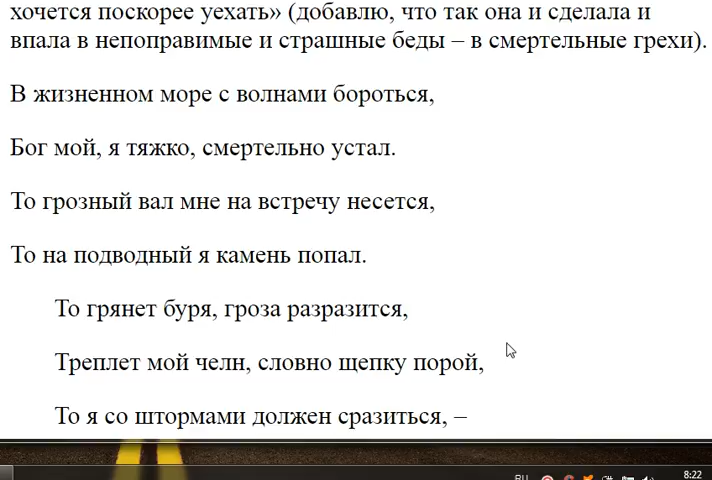 хочется поскорее уехать» (добавлю, что так она и сделала и
впала в непоправимые и страшные беды – в смертельные грехи).
В жизненном море с волнами бороться,
Бог мой, я тяжко, смертельно устал.
То грозный вал мне на встречу несется,
То на подводный я камень попал.
То грянет буря, гроза разразится,
Треплет мой челн, словно щепку порой,
То я со штормами должен сразиться, –
RU 8:22